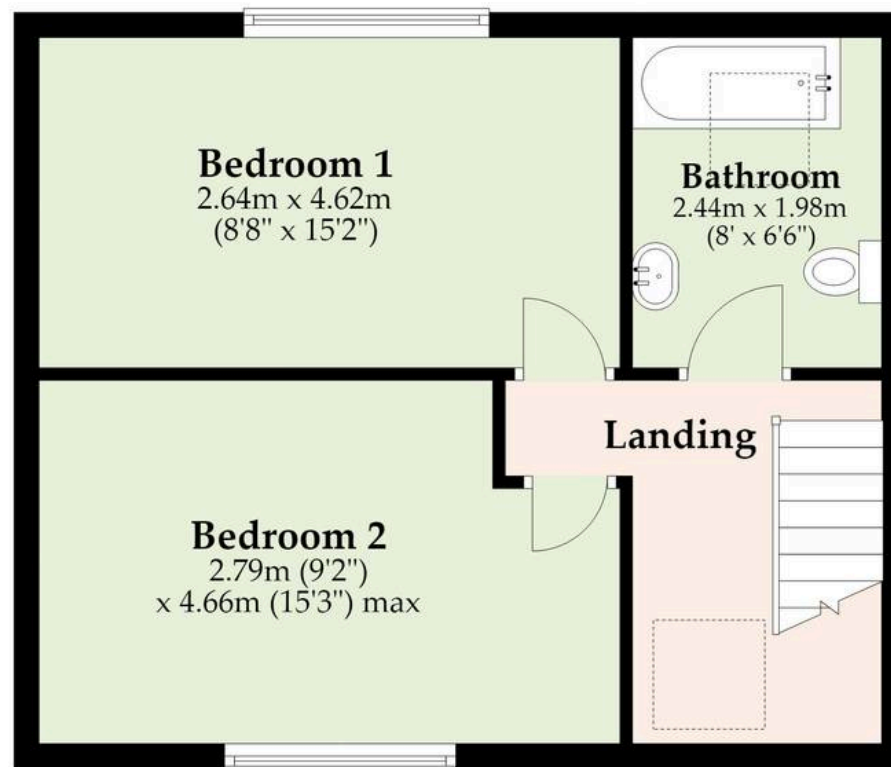 Bedroom 1
2.64m x 4.62m
(8'8" x 15'2")
Bathroom
2.44m x 1.98m
(8' x 6'6")
Landing
Bedroom 2
2.79m (9'2")
x 4.66m (15'3") max